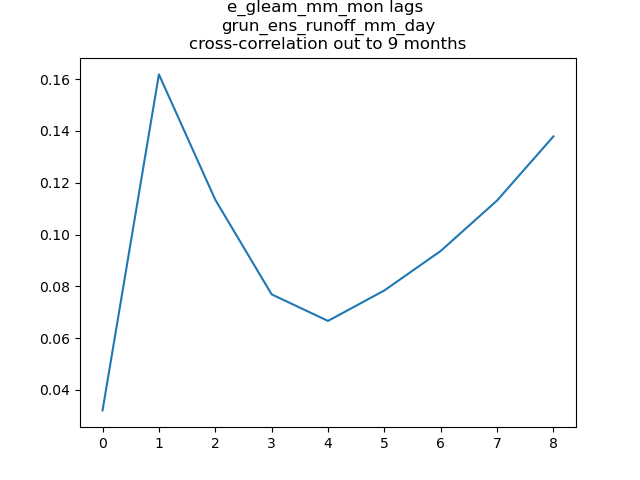 e_gleam_mm_mon lags
grun_ens_runoff_mm_day
cross-correlation out to 9 months
0.16
0.14
0.12
0.10
0.08
0.06
0.04
0 1 2 3 4 5 6 7 8